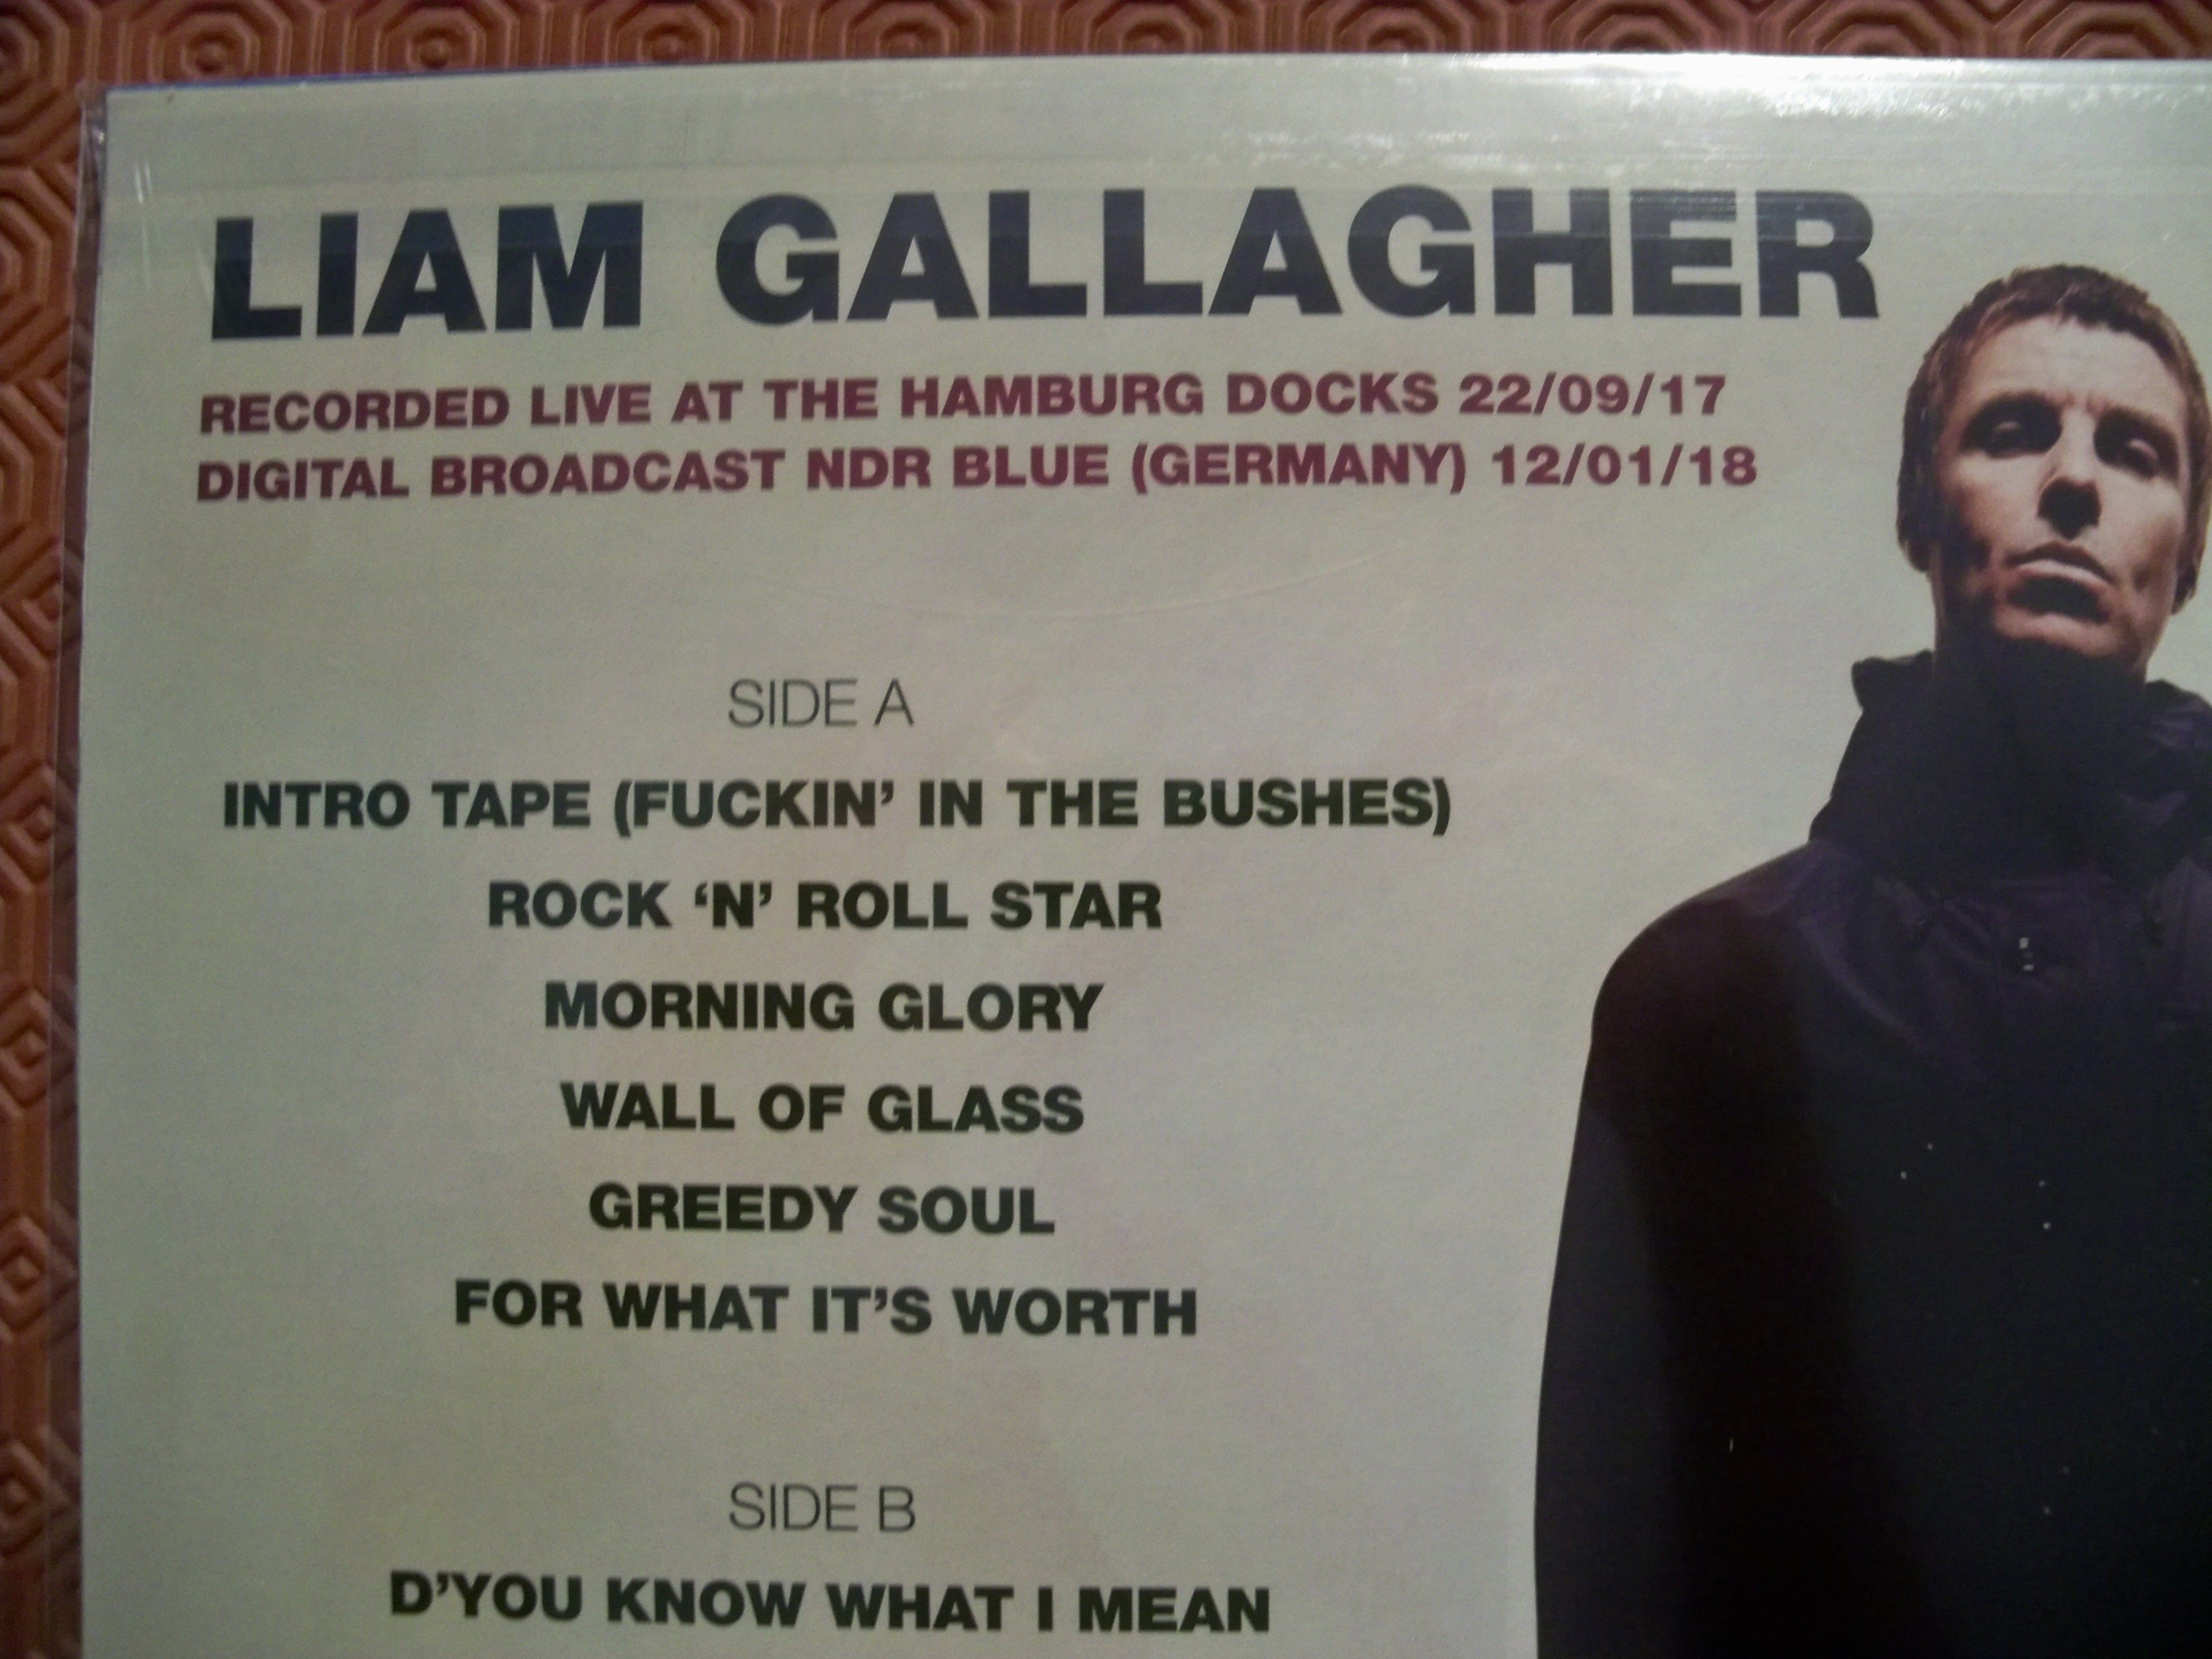 LIAM GALLAGHER
RECORDED LIVE AT THE HAMBURG DOCKS 22/09/17
DIGITAL BROADCAST NDR BLUE (GERMANY) 12/01/18
SIDE A
INTRO TAPE (FUCKIN’ IN THE BUSHES)
ROCK ‘N’ ROLL STAR
MORNING GLORY
WALL OF GLASS
GREEDY SOUL
FOR WHAT IT’S WORTH
SIDE B
D’YOU KNOW WHAT I MEAN